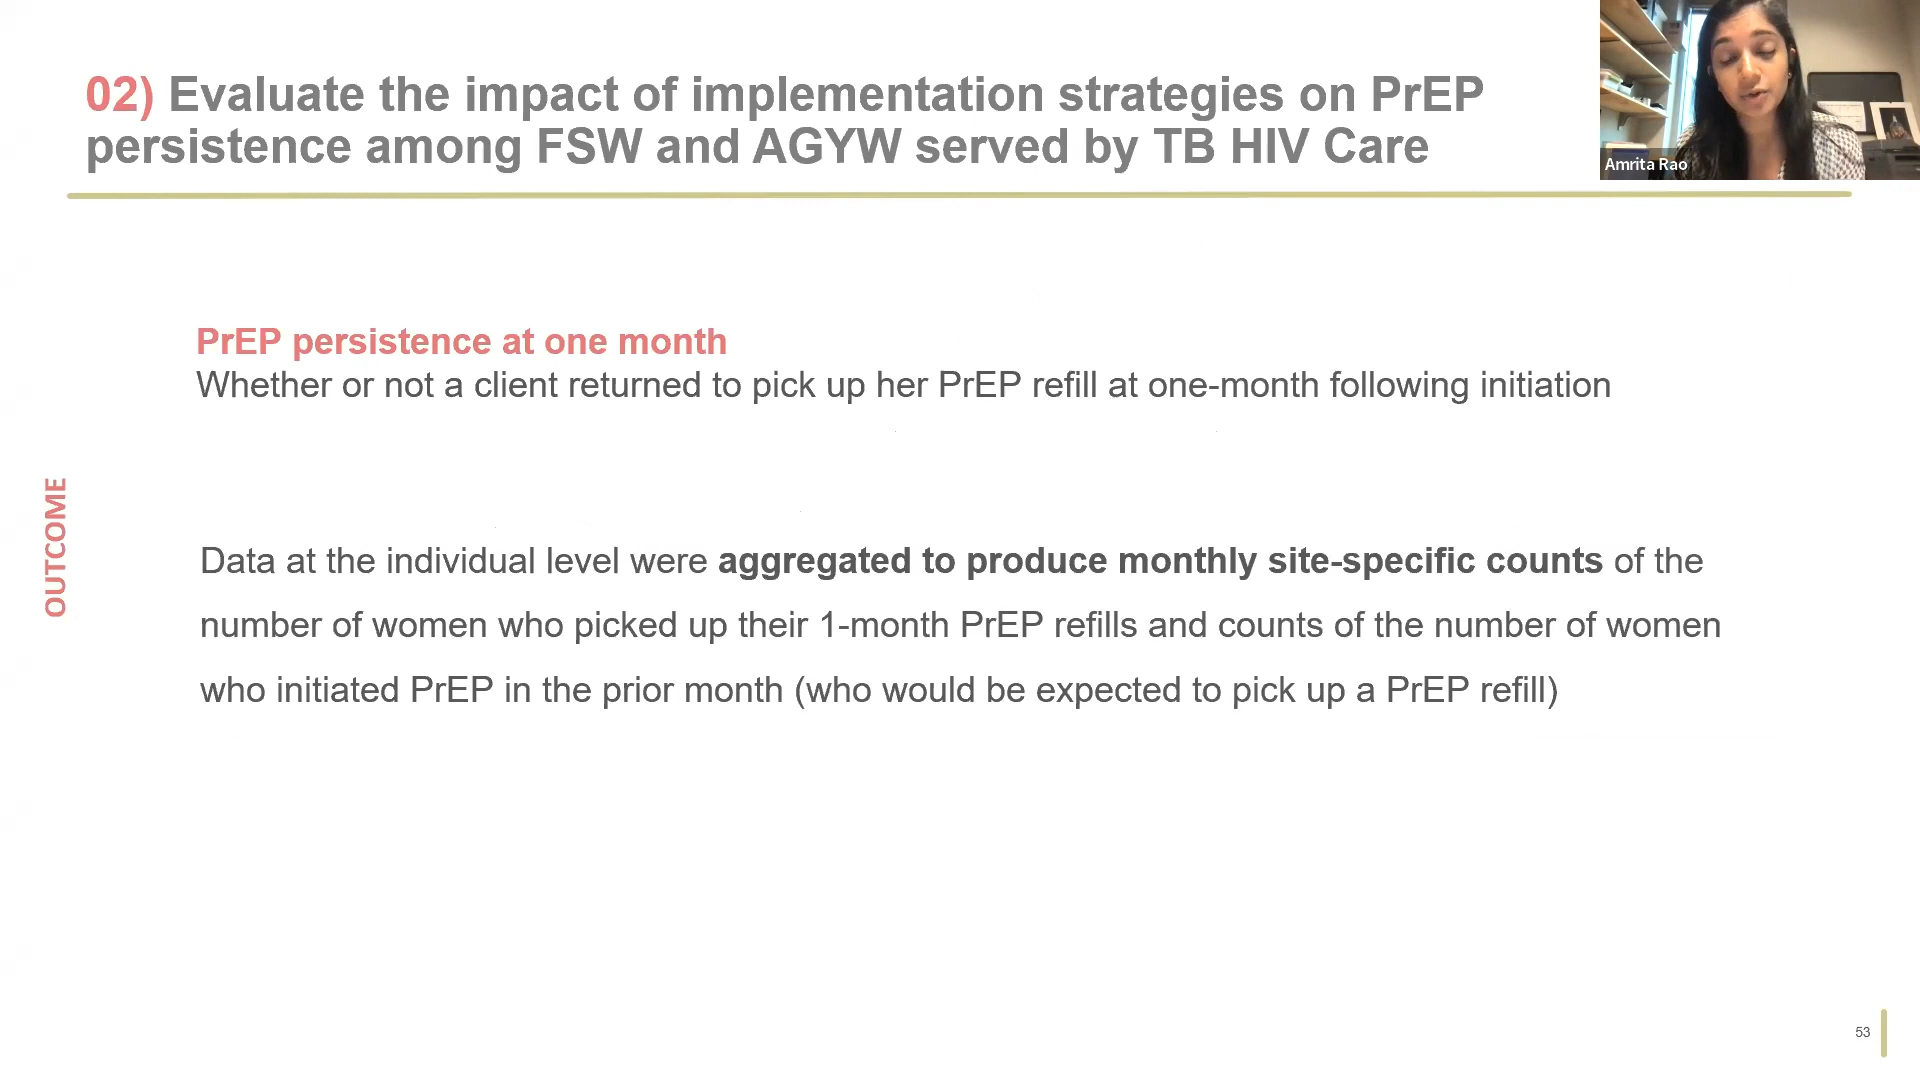 02) Evaluate the impact of implementation strategies on PrEP
persistence among FSW and AGYW served by TB HIV Care
Amrita Rao
PrEP persistence at one month
Whether or not a client returned to pick up her PrEP refill at one-month following initiation
OUTCOME
Data at the individual level were aggregated to produce monthly site-specific counts of the
number of women who picked up their 1-month PrEP refills and counts of the number of women
who initiated PrEP in the prior month (who would be expected to pick up a PrEP refill)
53